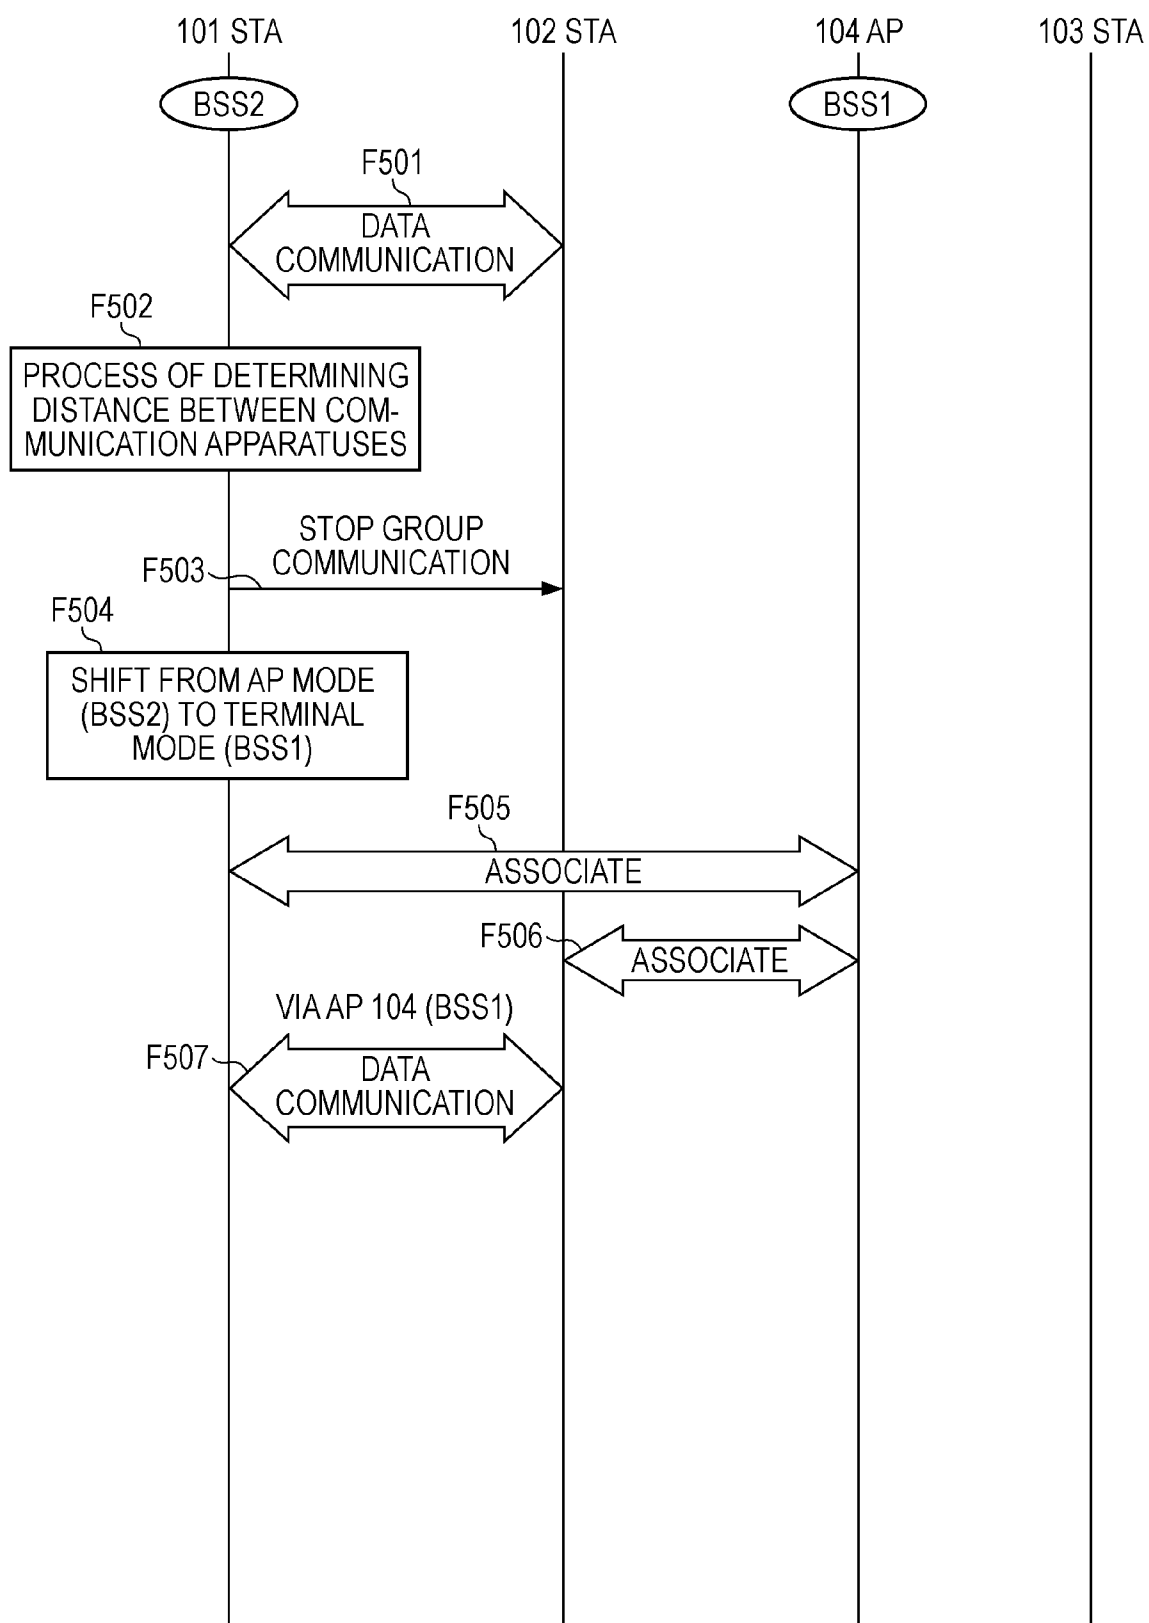 101 STA
102 STA
104 AP
103 STA
BSS2
BSS1
F501
DATA
COMMUNICATION
F502
PROCESS OF DETERMINING
DISTANCE BETWEEN COM-
MUNICATION APPARATUSES
STOP GROUP
COMMUNICATION
F503
F504
SHIFT FROM AP MODE
(BSS2) TO TERMINAL
MODE (BSS1)
F505
ASSOCIATE
F506
ASSOCIATE
VIA AP 104 (BSS1)
F507
DATA
COMMUNICATION